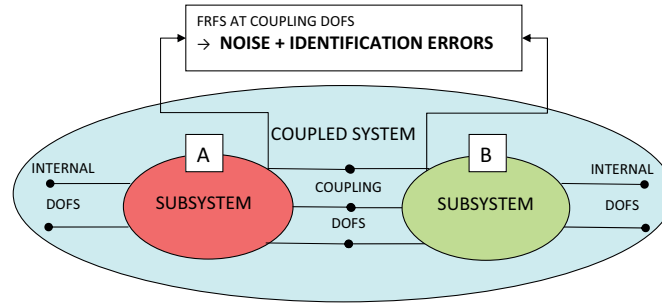 FRFS AT COUPLING DOFS
→ NOISE + IDENTIFICATION ERRORS
COUPLED SYSTEM
A
B
INTERNAL
COUPLING
INTERNAL
SUBSYSTEM
SUBSYSTEM
DOFS
DOFS
DOFS